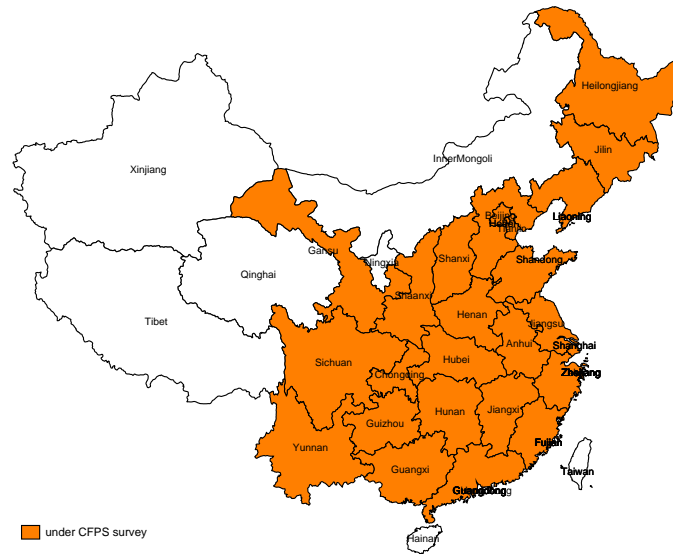 Heilongjiang
Jilin
Xinjiang
InnerMongoli
Beijing
Liaoning
Gansu
Ningxia
Shanxi
Shandong
Qinghai
Shaanxi
Henan
Jiangsu
Tibet
Anhui
Shanghai
Sichuan
Hubei
Chongqing
Zhejiang
Hunan
Jiangxi
Guizhou
Yunnan
Fujian
Guangxi
Taiwan
Guangdong
under CFPS survey
Hainan